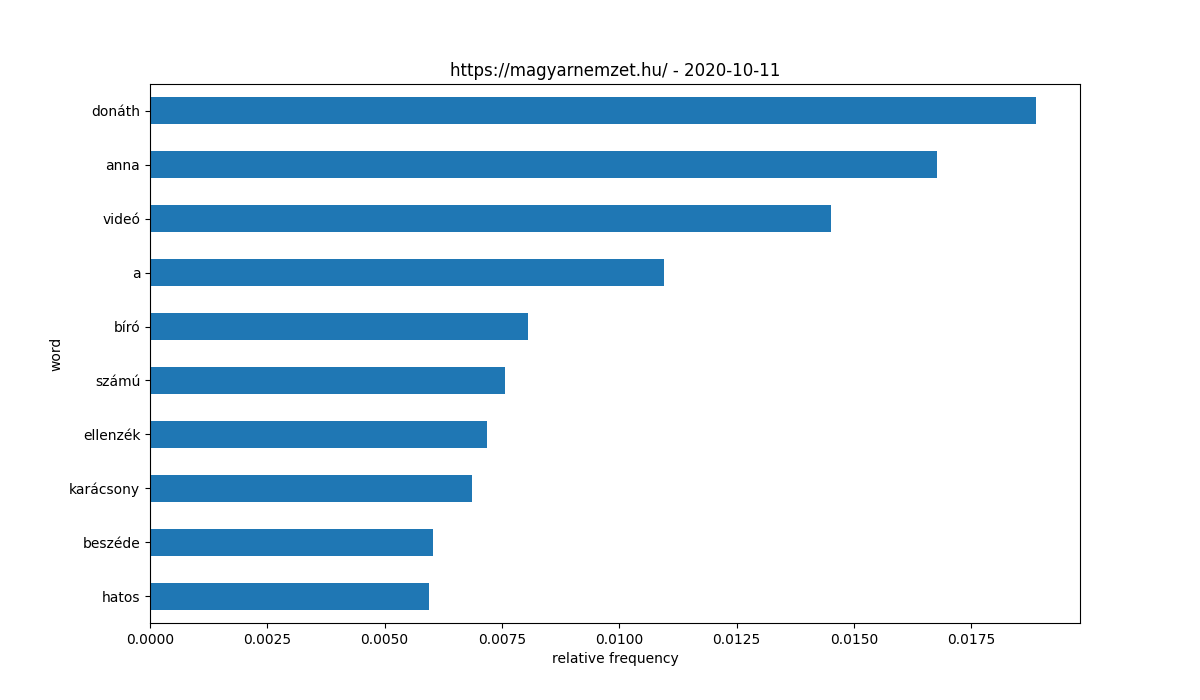 https://magyarnemzet.hu/ - 2020-10-11
word
donáth
anna
videó
a
bíró
számú
ellenzék
karácsony
beszéde
hatos
0.0000 0.0025 0.0050 0.0075 0.0100 0.0125 0.0150 0.0175
relative frequency